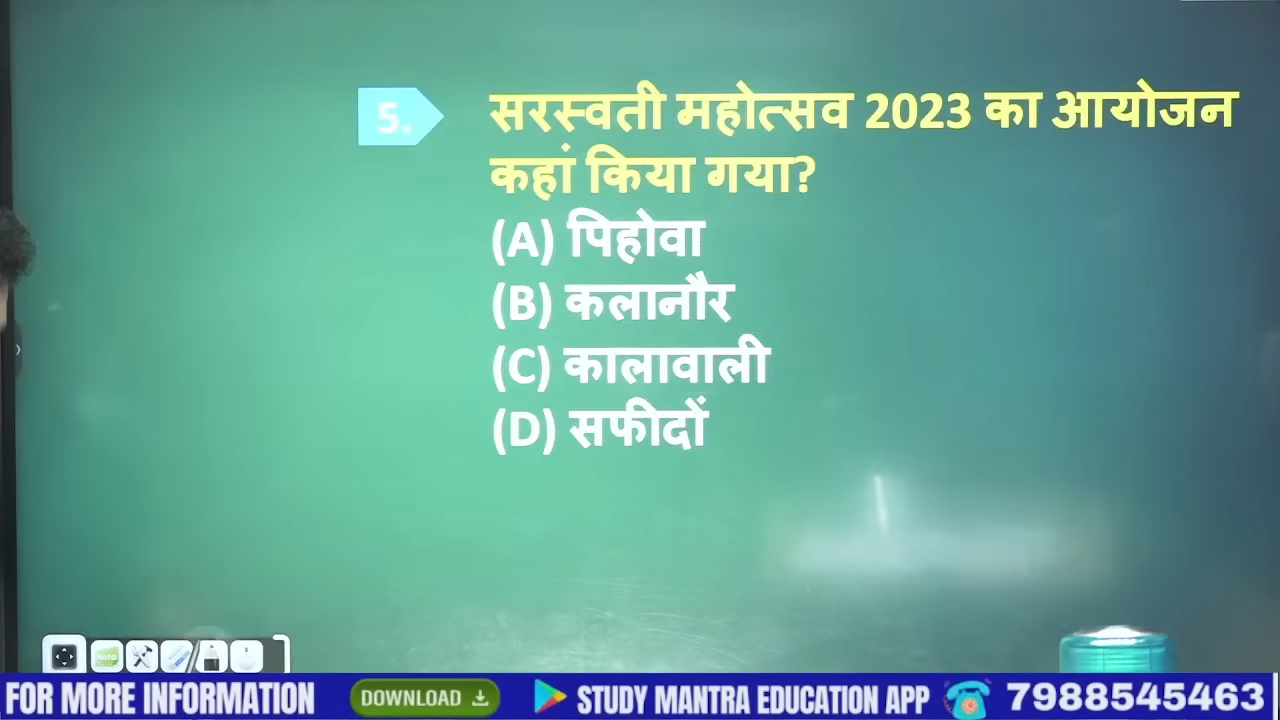 5. सरस्वती महोत्सव 2023 का आयोजन
कहां किया गया?
(A) पिहोवा
(B) कलानौर
(C) कालावाली
(D) सफीदों
Note
FOR MORE INFORMATION DOWNLOAD STUDY MANTRA EDUCATION APP 7988545463